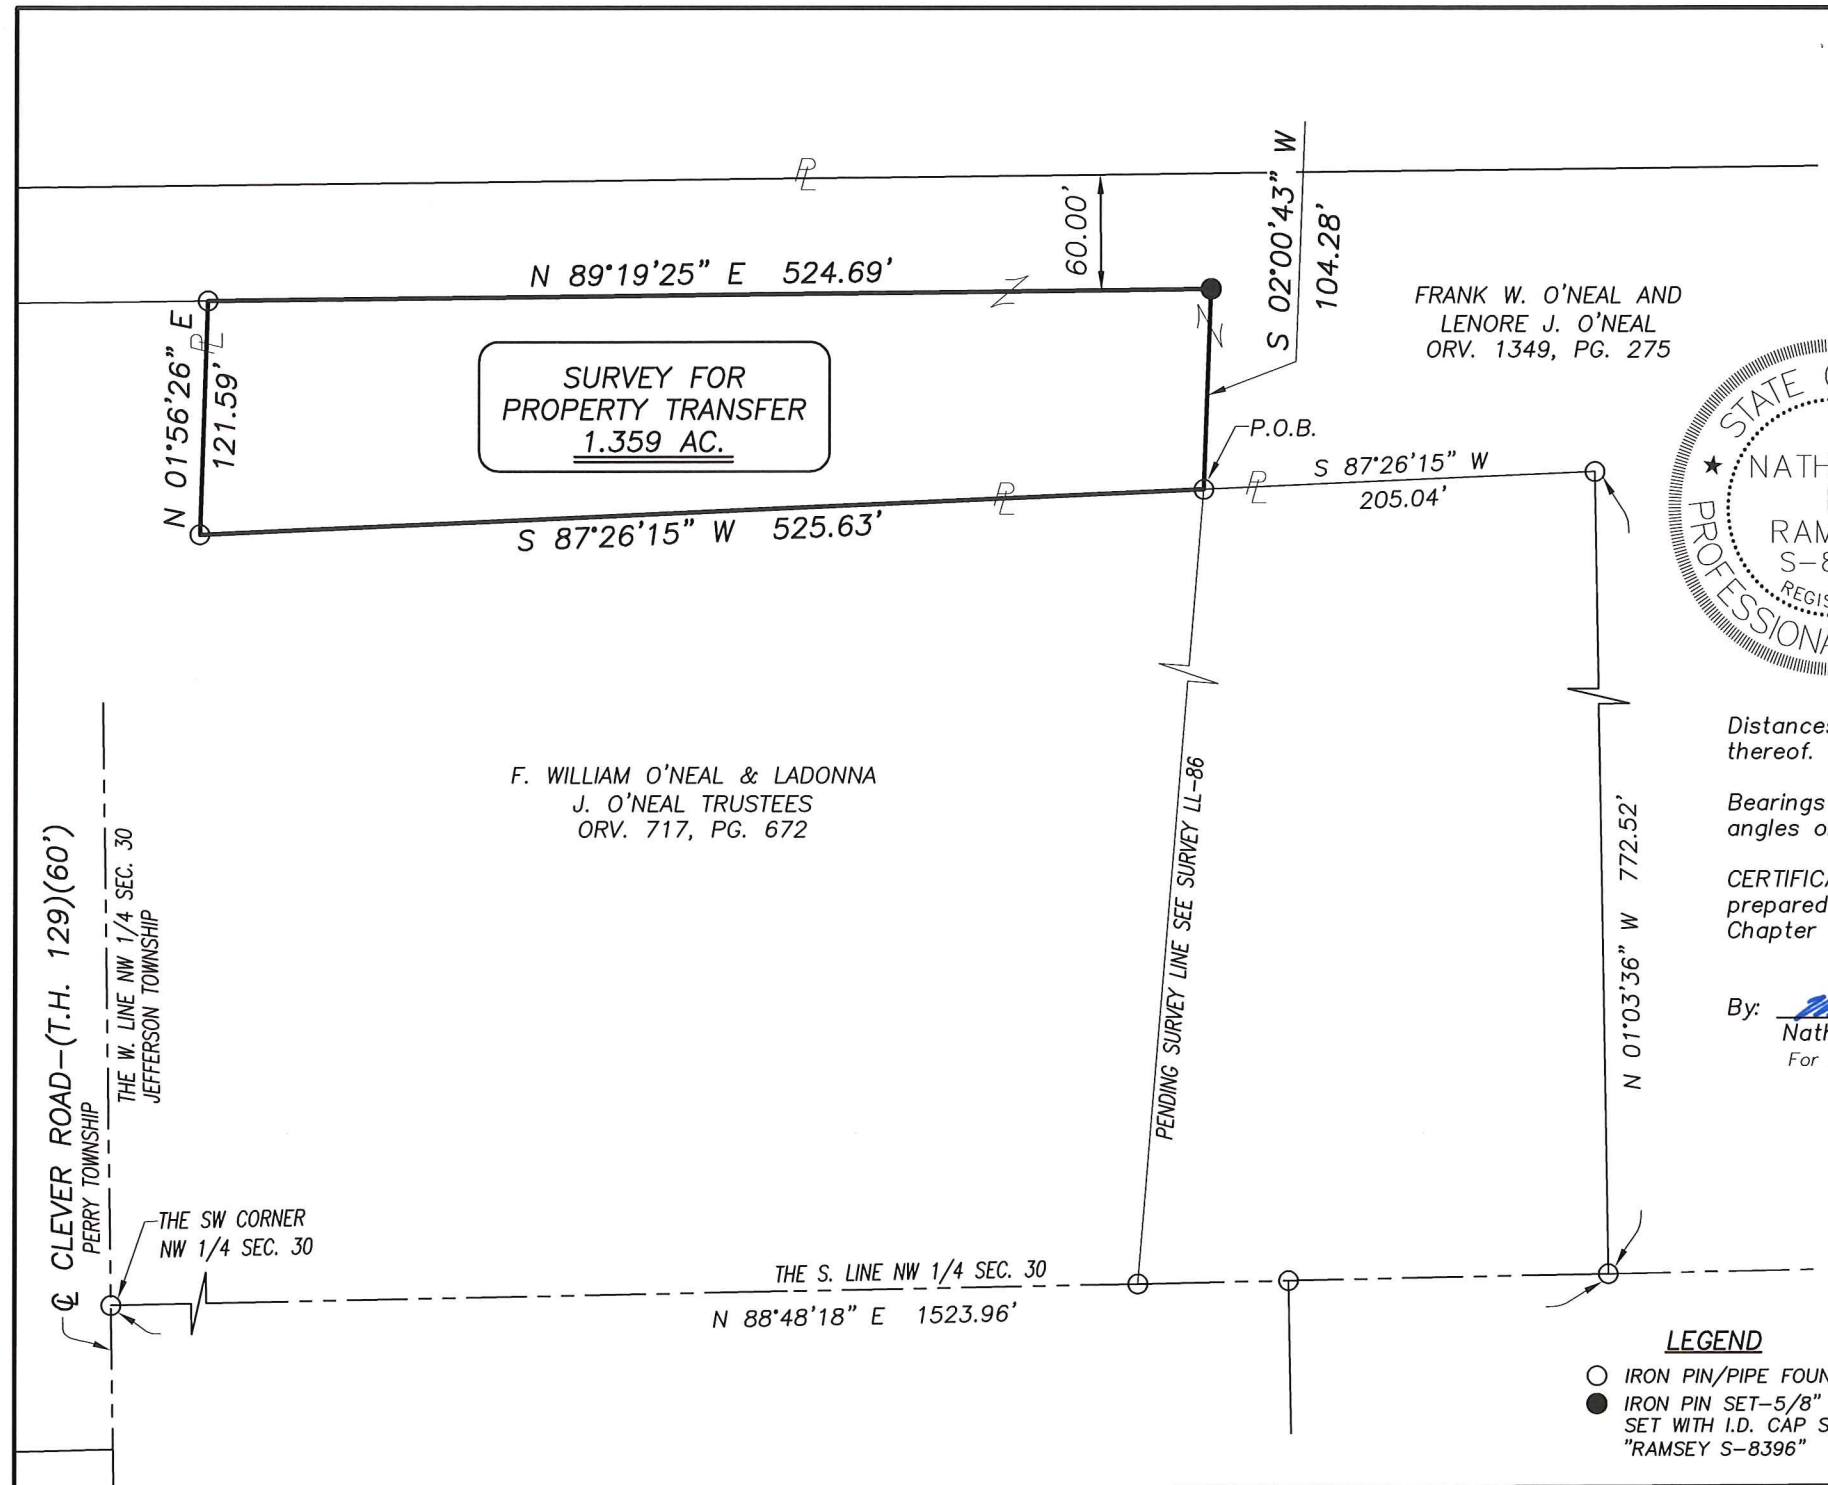 N 89°19'25" E 524.69'
60.00'
S 02°00'43" W
104.28'
N 01°56'26" E
121.59'
SURVEY FOR
PROPERTY TRANSFER
1.359 AC.
S 87°26'15" W 525.63'
P.O.B.
FRANK W. O'NEAL AND
LENORE J. O'NEAL
ORV. 1349, PG. 275
S 87°26'15" W
205.04'
STATE
NATH
RAM
S-8
REGIS
PROFESSIONA
F. WILLIAM O'NEAL & LADONNA
J. O'NEAL TRUSTEES
ORV. 717, PG. 672
PENDING SURVEY LINE SEE SURVEY LL-86
N 01°03'36" W 772.52'
Distances
thereof.
Bearings
angles o
CERTIFICA
prepared
Chapter
By:
Nath
For
CLEVER ROAD-(T.H. 129)(60')
PERRY TOWNSHIP
THE W. LINE NW 1/4 SEC. 30
JEFFERSON TOWNSHIP
THE SW CORNER
NW 1/4 SEC. 30
THE S. LINE NW 1/4 SEC. 30
N 88°48'18" E 1523.96'
LEGEND
IRON PIN/PIPE FOUN
IRON PIN SET-5/8"
SET WITH I.D. CAP S
"RAMSEY S-8396"